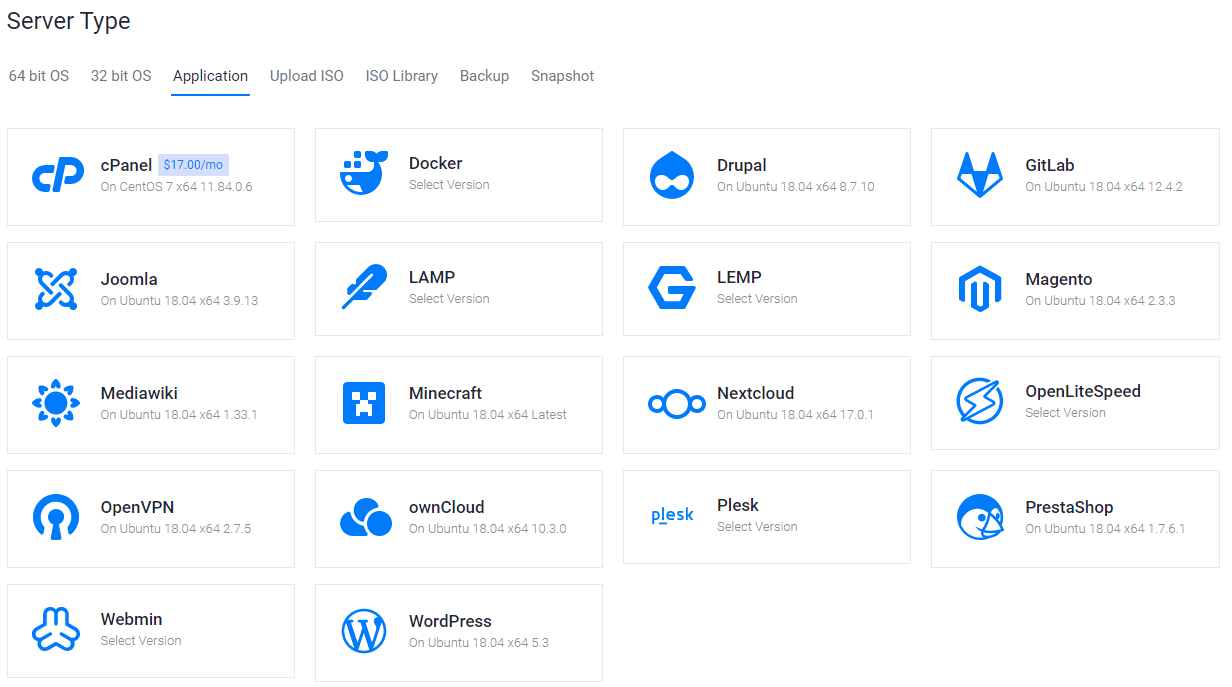 Server Type
64 bit OS 32 bit OS Application Upload ISO ISO Library Backup Snapshot
cPanel $17.00/mo
On CentOS 7 x64 11.84.0.6
Docker
Select Version
Drupal
On Ubuntu 18.04 x64 8.7.10
GitLab
On Ubuntu 18.04 x64 12.4.2
Joomla
On Ubuntu 18.04 x64 3.9.13
LAMP
Select Version
LEMP
Select Version
Magento
On Ubuntu 18.04 x64 2.3.3
Mediawiki
On Ubuntu 18.04 x64 1.33.1
Minecraft
On Ubuntu 18.04 x64 Latest
Nextcloud
On Ubuntu 18.04 x64 17.0.1
OpenLiteSpeed
Select Version
OpenVPN
On Ubuntu 18.04 x64 2.7.5
ownCloud
On Ubuntu 18.04 x64 10.3.0
plesk
Plesk
Select Version
PrestaShop
On Ubuntu 18.04 x64 1.7.6.1
Webmin
Select Version
WordPress
On Ubuntu 18.04 x64 5.3